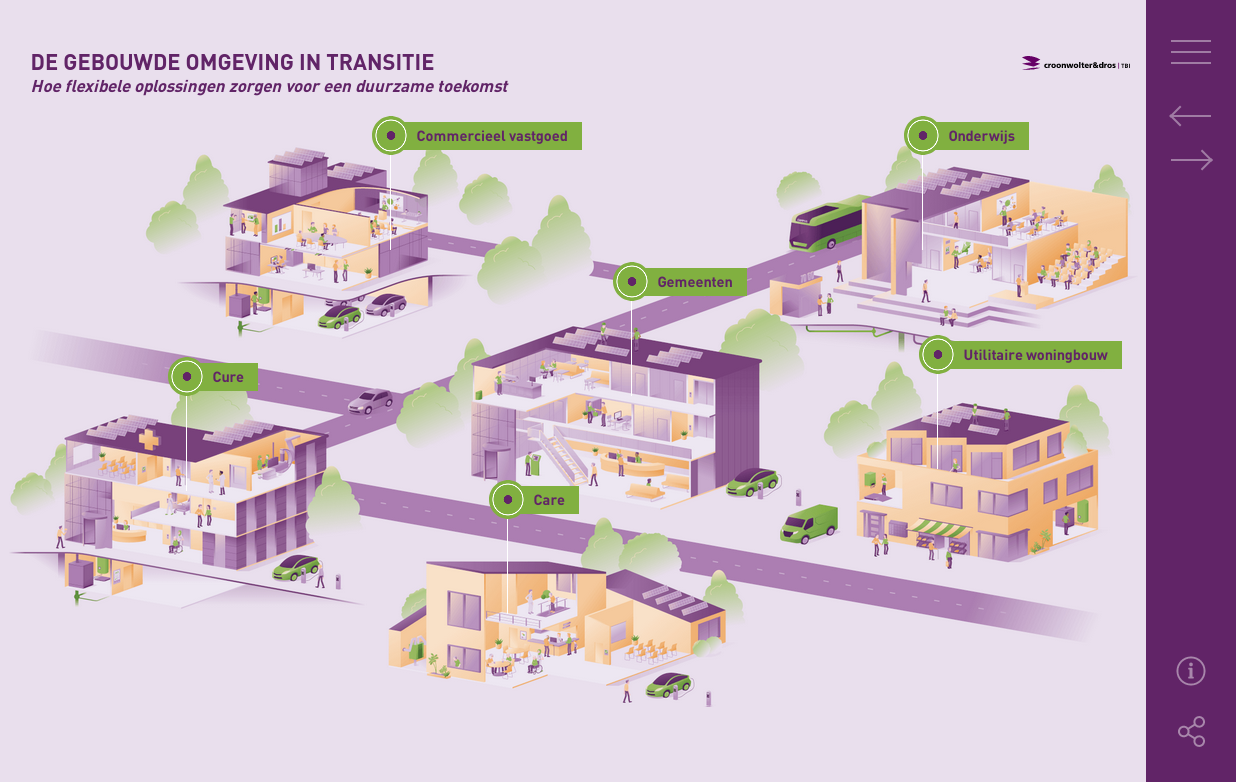 DE GEBOUWDE OMGEVING IN TRANSITIE
Hoe flexibele oplossingen zorgen voor een duurzame toekomst
croonwolter&dros | TBI
Commercieel vastgoed
Onderwijs
Gemeenten
Utilitaire woningbouw
Cure
Care